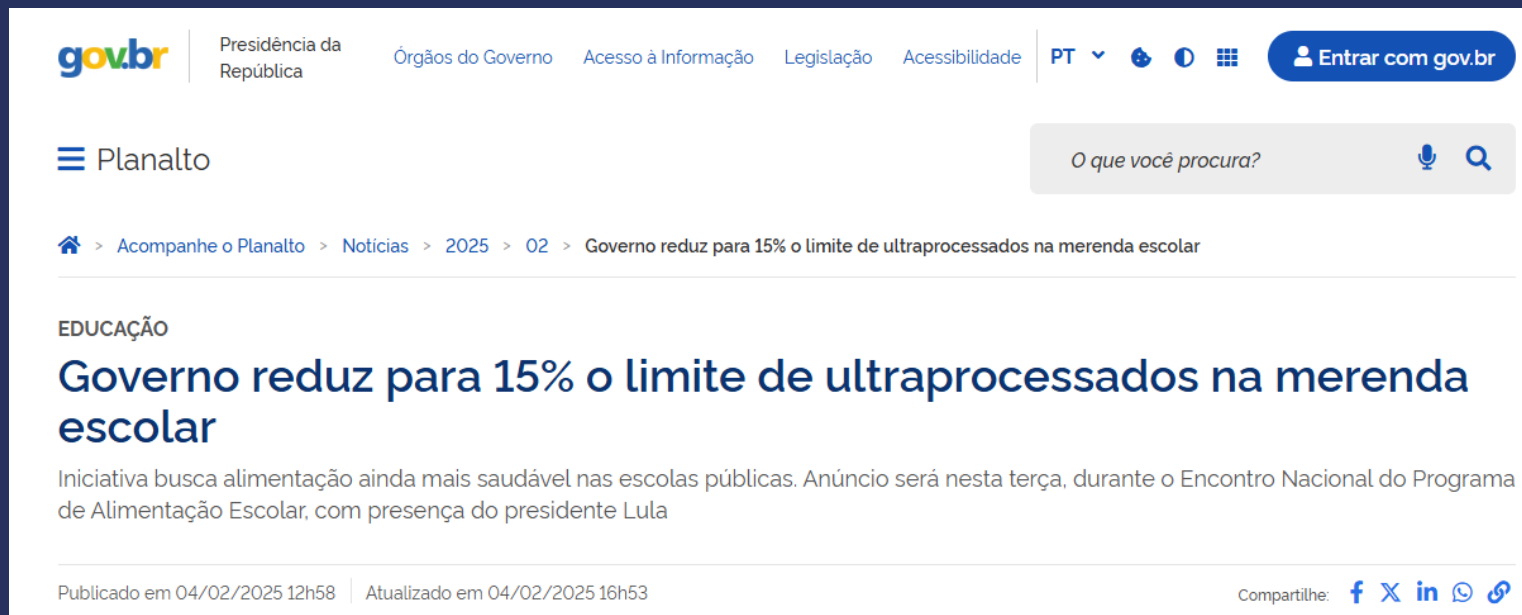 gov.br
Presidência da
República
Órgãos do Governo
Acesso à Informação
Legislação
Acessibilidade
PT
Entrar com gov.br
Planalto
O que você procura?
> Acompanhe o Planalto > Notícias > 2025 > 02 > Governo reduz para 15% o limite de ultraprocessados na merenda escolar
EDUCAÇÃO
Governo reduz para 15% o limite de ultraprocessados na merenda
escolar
Iniciativa busca alimentação ainda mais saudável nas escolas públicas. Anúncio será nesta terça, durante o Encontro Nacional do Programa
de Alimentação Escolar, com presença do presidente Lula
Publicado em 04/02/2025 12h58
Atualizado em 04/02/2025 16h53
Compartilhe: